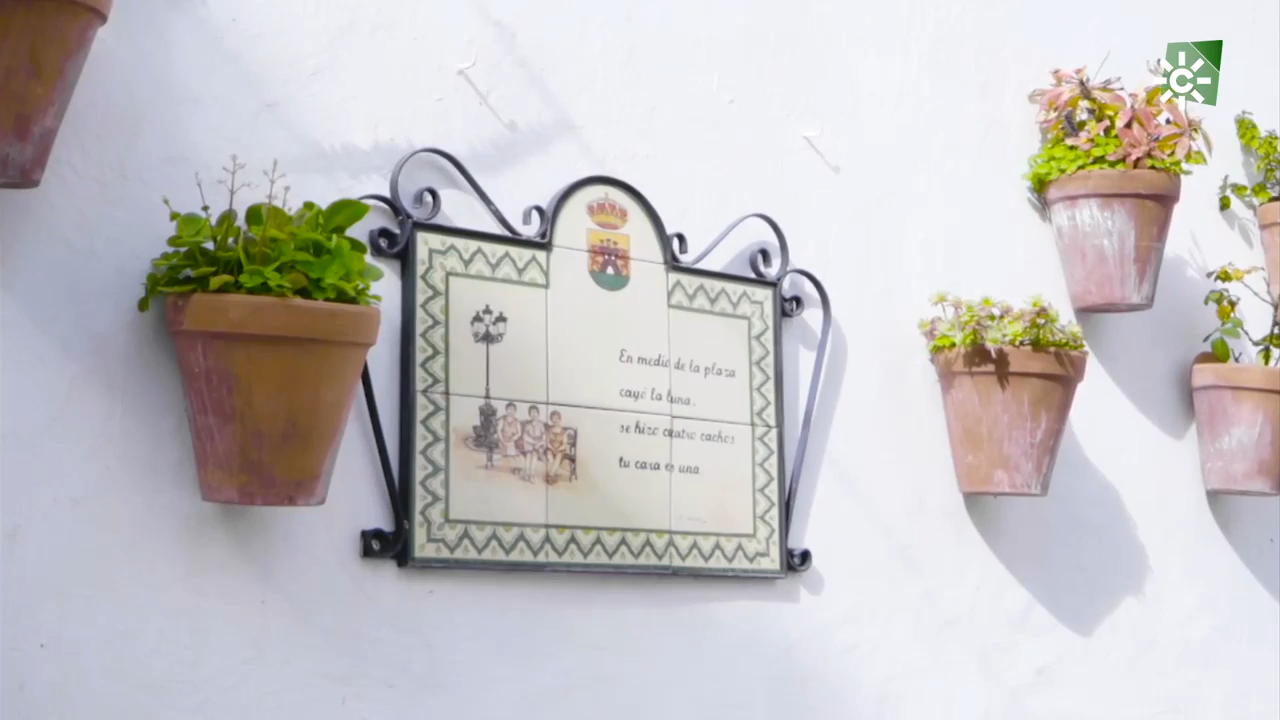 En medio de la plaza
cayó la luna.
se hizo cuatro cachos
tu cara es una